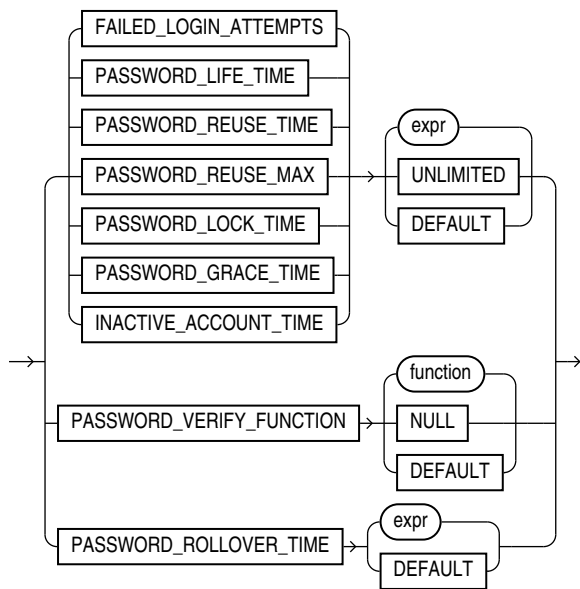 FAILED_LOGIN_ATTEMPTS
PASSWORD_LIFE_TIME
PASSWORD_REUSE_TIME
PASSWORD_REUSE_MAX
PASSWORD_LOCK_TIME
PASSWORD_GRACE_TIME
INACTIVE_ACCOUNT_TIME
expr
UNLIMITED
DEFAULT
PASSWORD_VERIFY_FUNCTION
function
NULL
DEFAULT
PASSWORD_ROLLOVER_TIME
expr
DEFAULT